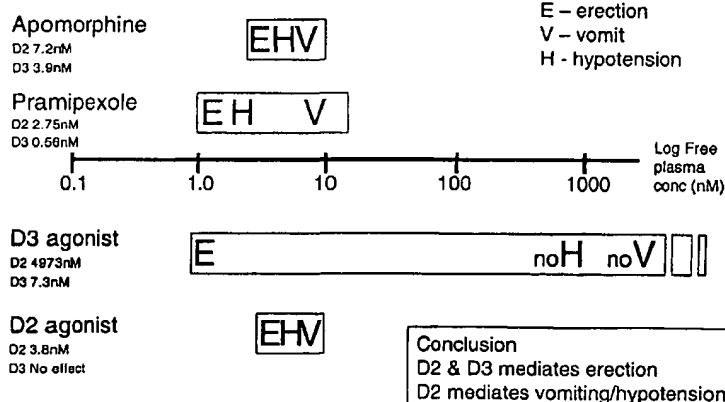 Apomorphine
D2 7.2nM
D3 3.9nM
EHV
E – erection
V – vomit
H - hypotension
Pramipexole
D2 2.75nM
D3 0.56nM
E H V
0.1 1.0 10 100 1000
Log Free
plasma
conc (nM)
D3 agonist
D2 4973nM
D3 7.3nM
E noH noV
D2 agonist
D2 3.8nM
D3 No effect
EHV
Conclusion
D2 & D3 mediates erection
D2 mediates vomiting/hypotension